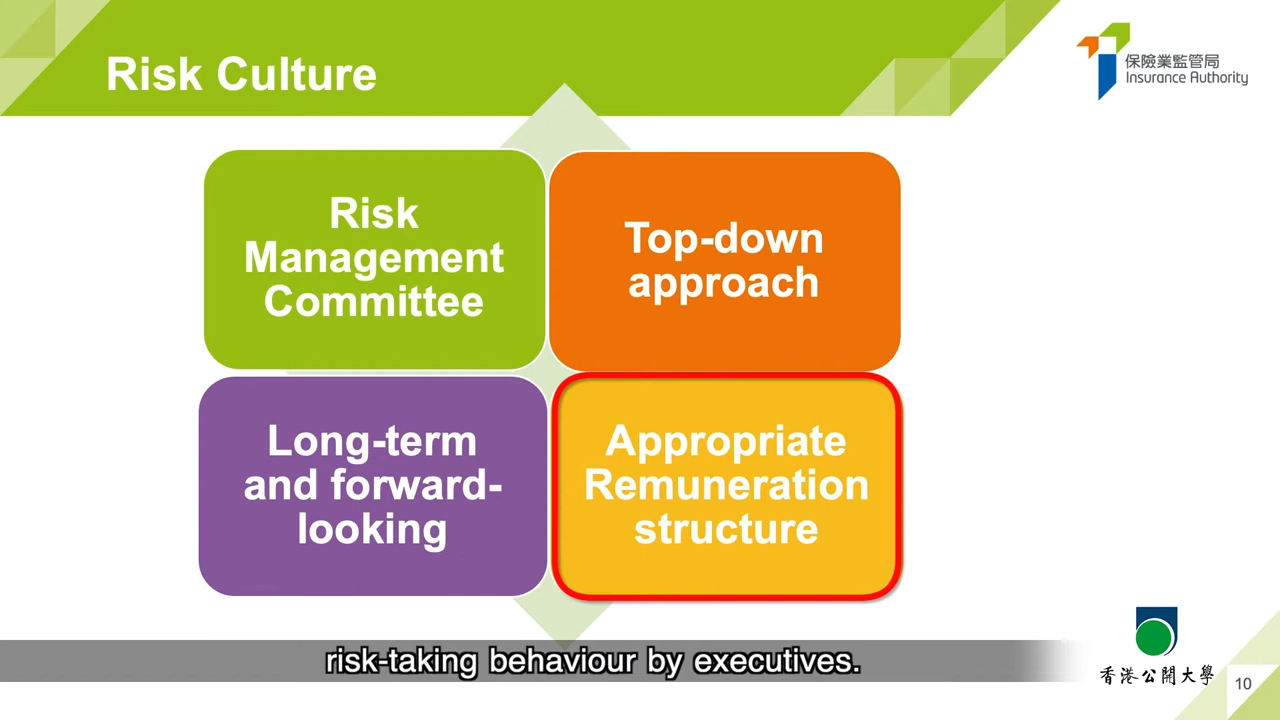 Risk Culture
保險業監管局
Insurance Authority
Risk
Management
Committee
Top-down
approach
Long-term
and forward-
looking
Appropriate
Remuneration
structure
risk-taking behaviour by executives.
香港公開大學
10